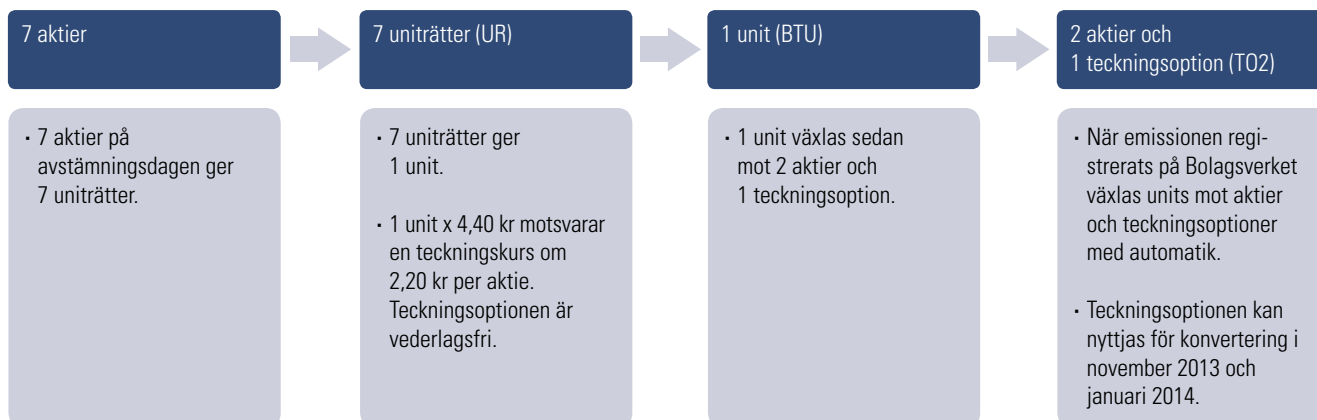 7 aktier
7 uniträtter (UR)
1 unit (BTU)
2 aktier och
1 teckningsoption (TO2)
· 7 aktier på
avstämningsdagen ger
7 uniträtter.
· 7 uniträtter ger
1 unit.
· 1 unit x 4,40 kr motsvarar
en teckningskurs om
2,20 kr per aktie.
Teckningsoptionen är
vederlagsfri.
· 1 unit växlas sedan
mot 2 aktier och
1 teckningsoption.
· När emissionen regi-
strerats på Bolagsverket
växlas units mot aktier
och teckningsoptioner
med automatik.
· Teckningsoptionen kan
nyttjas för konvertering i
november 2013 och
januari 2014.